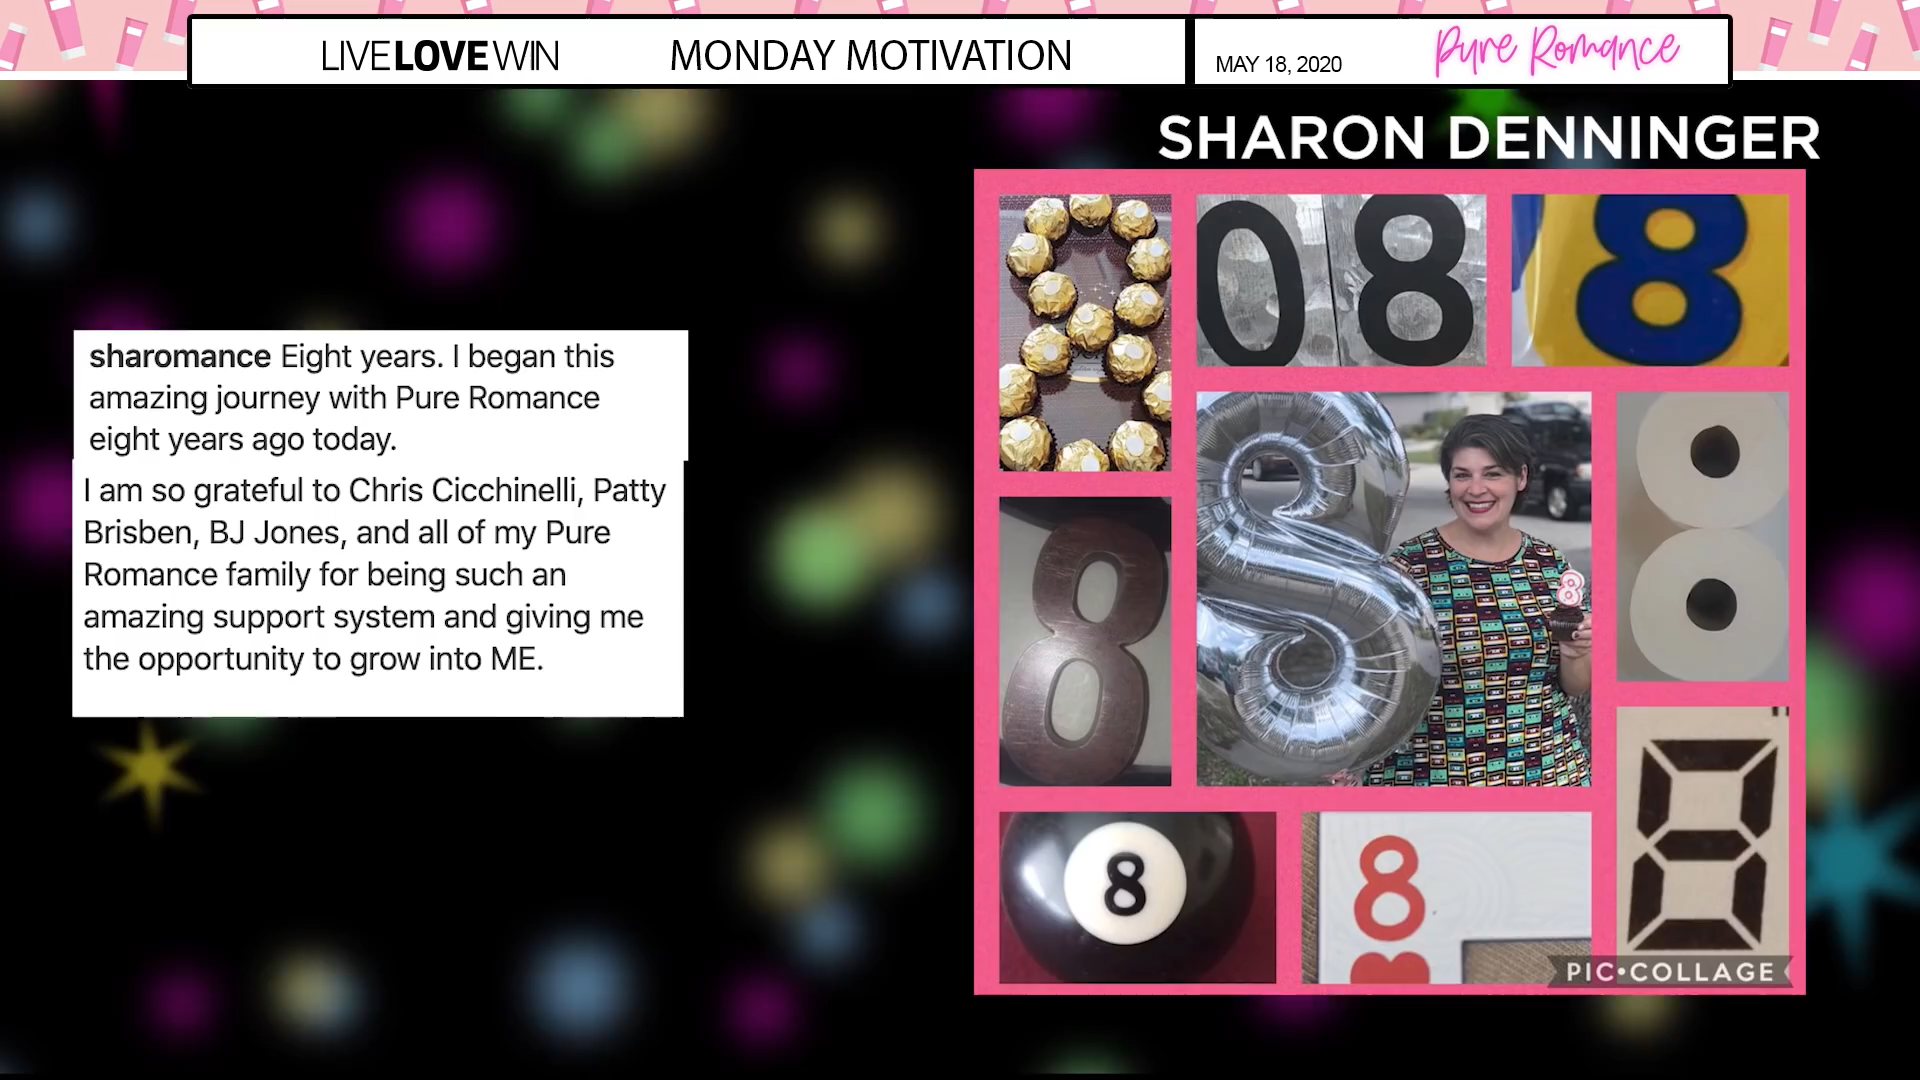 LIVELOVEWIN
MONDAY MOTIVATION
MAY 18, 2020
Pure Romance
SHARON DENNINGER
sharomance Eight years. I began this
amazing journey with Pure Romance
eight years ago today.
I am so grateful to Chris Cicchinelli, Patty
Brisben, BJ Jones, and all of my Pure
Romance family for being such an
amazing support system and giving me
the opportunity to grow into ME.
8
08
8
8
8
8
8
8
8
8
PIC•COLLAGE